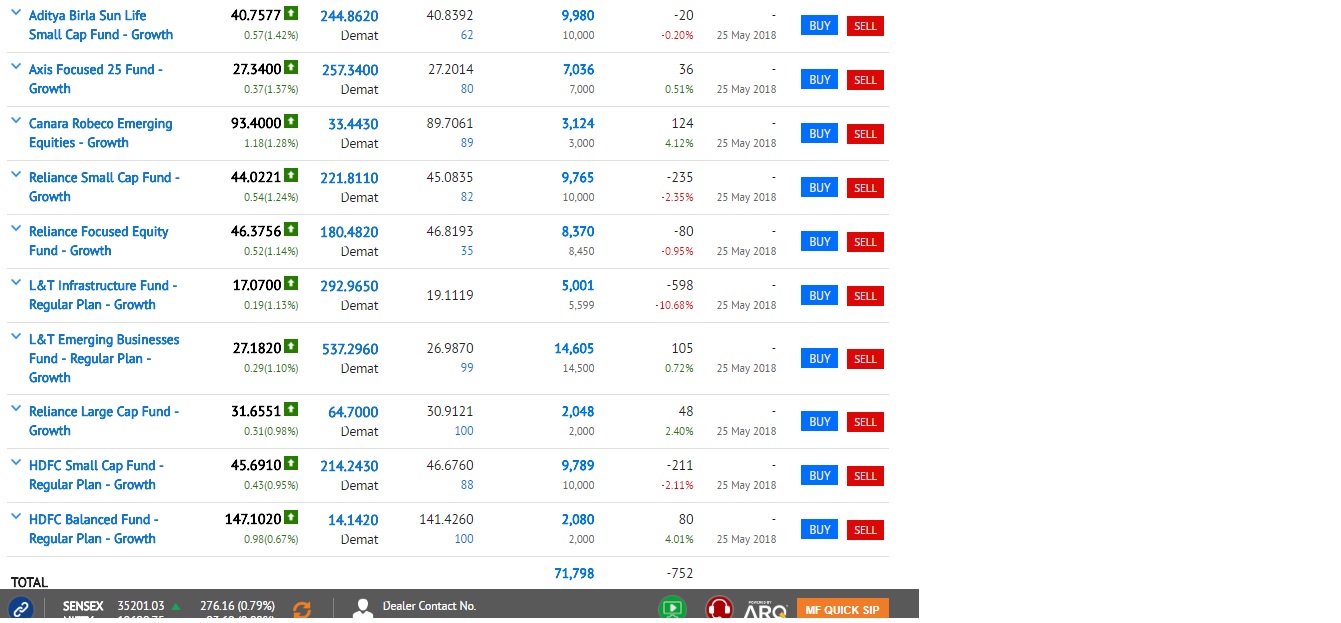 Aditya Birla Sun Life 40.7577 244.8620 40.8392 9,980 -20 - BUY SELL
Small Cap Fund - Growth 0.57(1.42%) Demat 62 10,000 -0.20% 25 May 2018
Axis Focused 25 Fund - 27.3400 257.3400 27.2014 7,036 36 - BUY SELL
Growth 0.37(1.37%) Demat 80 7,000 0.51% 25 May 2018
Canara Robeco Emerging 93.4000 33.4430 89.7061 3,124 124 - BUY SELL
Equities - Growth 1.18(1.28%) Demat 89 3,000 4.12% 25 May 2018
Reliance Small Cap Fund - 44.0221 221.8110 45.0835 9,765 -235 - BUY SELL
Growth 0.54(1.24%) Demat 82 10,000 -2.35% 25 May 2018
Reliance Focused Equity 46.3756 180.4820 46.8193 8,370 -80 - BUY SELL
Fund - Growth 0.52(1.14%) Demat 35 8,450 -0.95% 25 May 2018
L&T Infrastructure Fund - 17.0700 292.9650 19.1119 5,001 -598 - BUY SELL
Regular Plan - Growth 0.19(1.13%) Demat 5,599 -10.68% 25 May 2018
L&T Emerging Businesses
Fund - Regular Plan - 27.1820 537.2960 26.9870 14,605 105 - BUY SELL
Growth 0.29(1.10%) Demat 99 14,500 0.72% 25 May 2018
Reliance Large Cap Fund - 31.6551 64.7000 30.9121 2,048 48 - BUY SELL
Growth 0.31(0.98%) Demat 100 2,000 2.40% 25 May 2018
HDFC Small Cap Fund - 45.6910 214.2430 46.6760 9,789 -211 - BUY SELL
Regular Plan - Growth 0.43(0.95%) Demat 88 10,000 -2.11% 25 May 2018
HDFC Balanced Fund - 147.1020 14.1420 141.4260 2,080 80 - BUY SELL
Regular Plan - Growth 0.98(0.67%) Demat 100 2,000 4.01% 25 May 2018
TOTAL 71,798 -752
SENSEX 35201.03 276.16 (0.79%) Dealer Contact No. POWERED BY ARQ MF QUICK SIP